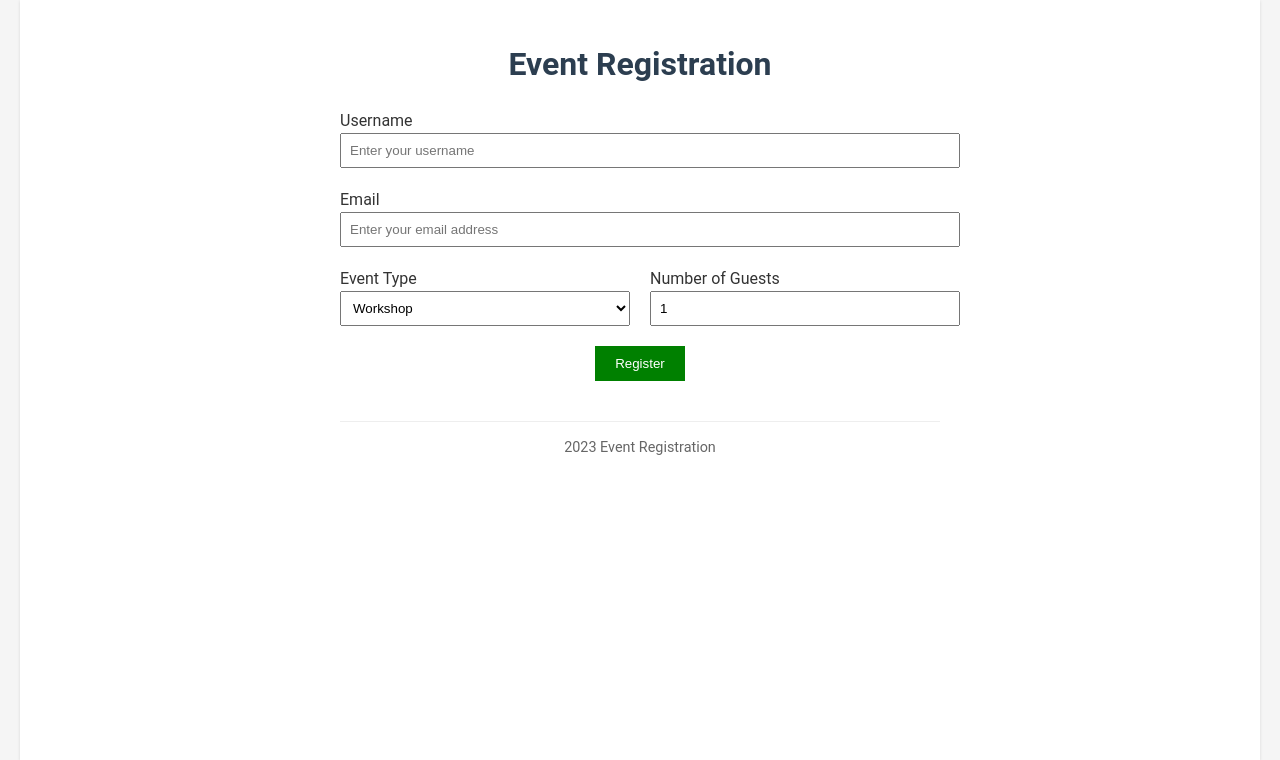 Event Registration
Username
Enter your username
Email
Enter your email address
Event Type Number of Guests
Workshop 1
Register
2023 Event Registration